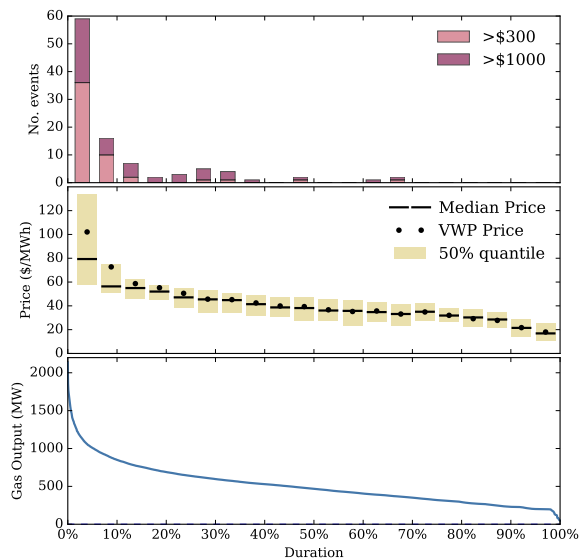 60
50
40
30
20
10
0
No. events
>$300
>$1000
120
100
80
60
40
20
0
Price ($/MWh)
Median Price
VWP Price
50% quantile
2000
1500
1000
500
0
Gas Output (MW)
0% 10% 20% 30% 40% 50% 60% 70% 80% 90% 100%
Duration